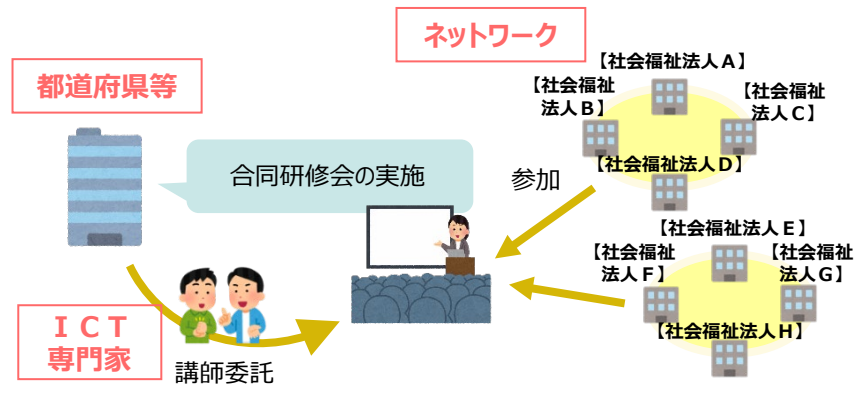 ネットワーク
都道府県等
合同研修会の実施
参加
【社会福祉法人Ａ】
【社会福祉
法人Ｂ】
【社会福祉
法人Ｃ】
【社会福祉法人Ｄ】
【社会福祉法人Ｅ】
【社会福祉
法人Ｆ】
【社会福祉
法人Ｇ】
【社会福祉法人Ｈ】
ＩＣＴ
専門家
講師委託